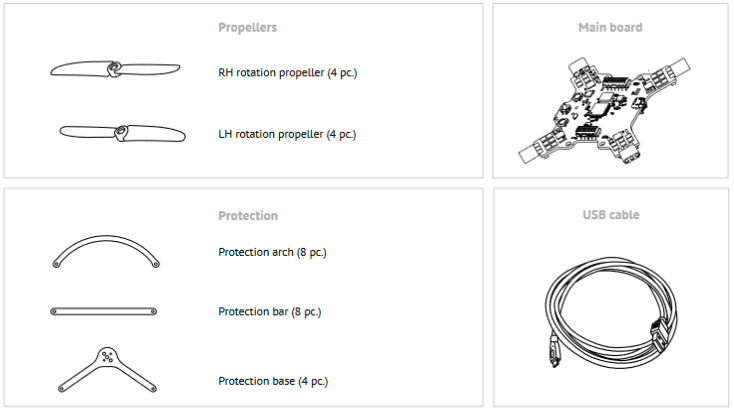 Propellers
RH rotation propeller (4 pc.)
LH rotation propeller (4 pc.)
Main board
Protection
Protection arch (8 pc.)
Protection bar (8 pc.)
Protection base (4 pc.)
USB cable